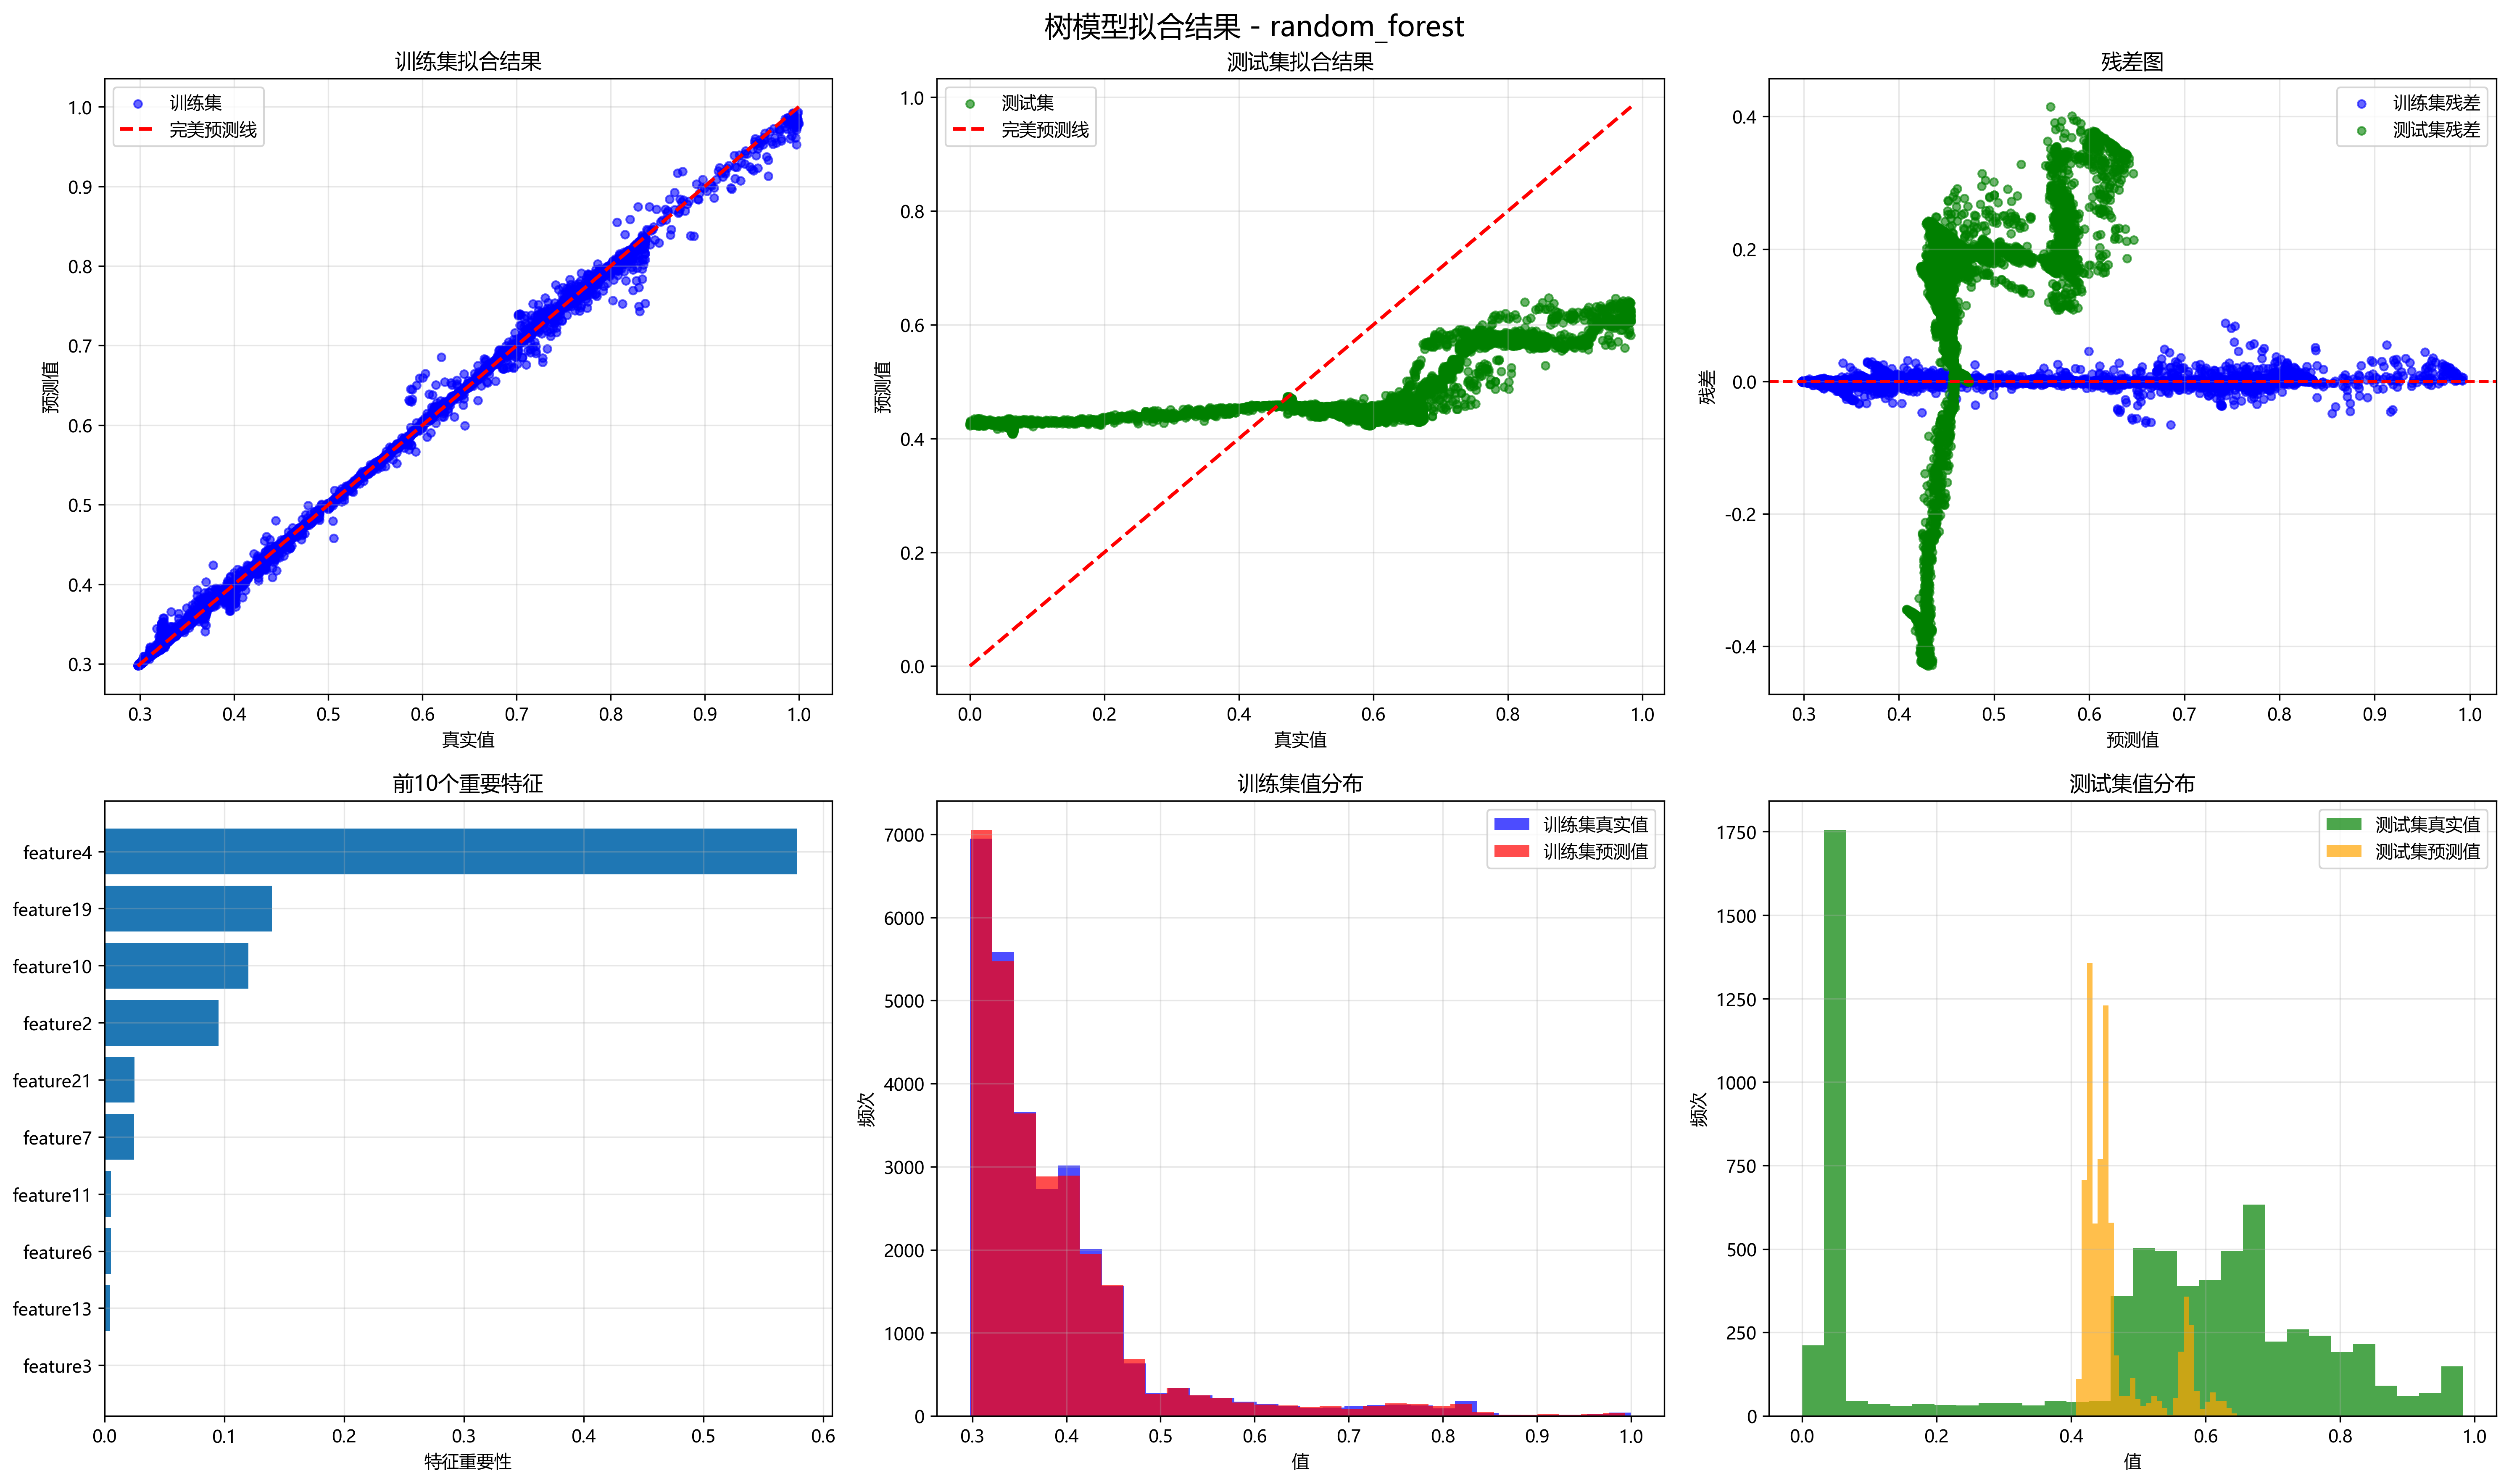 树模型拟合结果 - random_forest
训练集拟合结果
训练集
完美预测线
预测值
1.0
0.9
0.8
0.7
0.6
0.5
0.4
0.3
0.3 0.4 0.5 0.6 0.7 0.8 0.9 1.0
真实值
测试集拟合结果
测试集
完美预测线
预测值
1.0
0.8
0.6
0.4
0.2
0.0
0.0 0.2 0.4 0.6 0.8 1.0
真实值
残差图
训练集残差
测试集残差
残差
0.4
0.2
0.0
-0.2
-0.4
0.3 0.4 0.5 0.6 0.7 0.8 0.9 1.0
预测值
前10个重要特征
feature4
feature19
feature10
feature2
feature21
feature7
feature11
feature6
feature13
feature3
0.0 0.1 0.2 0.3 0.4 0.5 0.6
特征重要性
训练集值分布
训练集真实值
训练集预测值
频次
7000
6000
5000
4000
3000
2000
1000
0
0.3 0.4 0.5 0.6 0.7 0.8 0.9 1.0
值
测试集值分布
测试集真实值
测试集预测值
频次
1750
1500
1250
1000
750
500
250
0
0.0 0.2 0.4 0.6 0.8 1.0
值